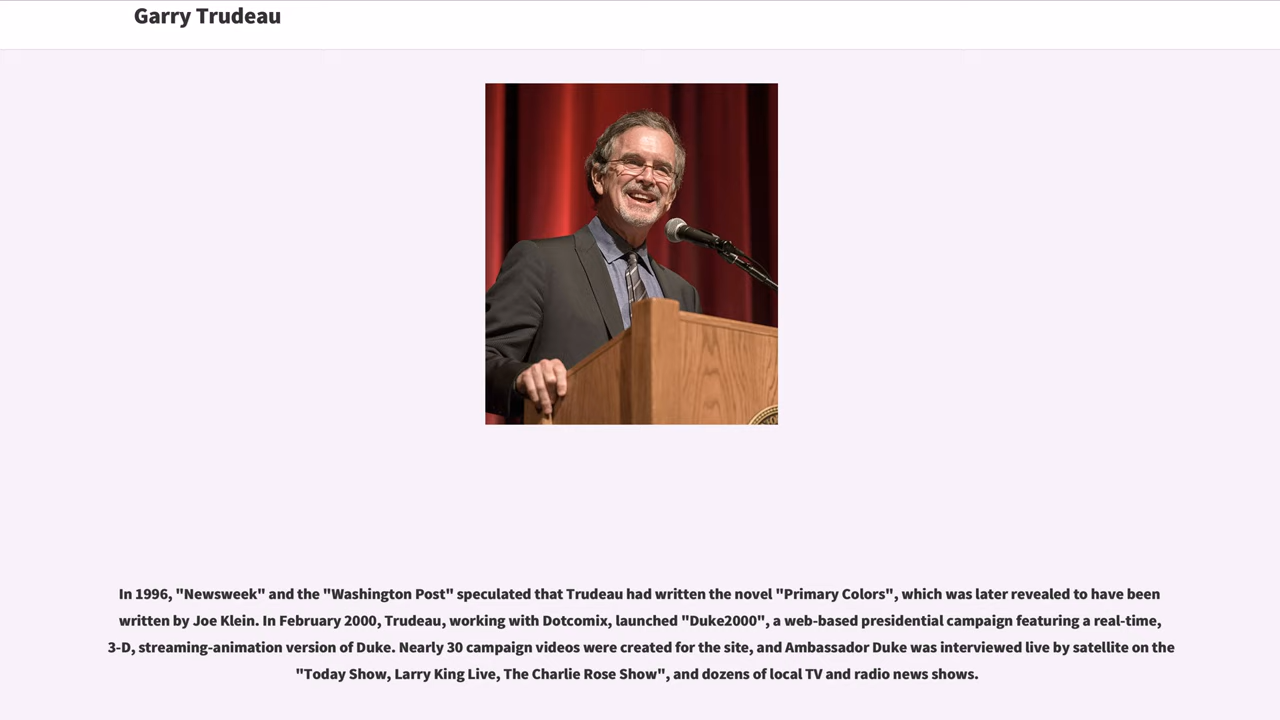 Garry Trudeau
In 1996, "Newsweek" and the "Washington Post" speculated that Trudeau had written the novel "Primary Colors", which was later revealed to have been
written by Joe Klein. In February 2000, Trudeau, working with Dotcomix, launched "Duke2000", a web-based presidential campaign featuring a real-time,
3-D, streaming-animation version of Duke. Nearly 30 campaign videos were created for the site, and Ambassador Duke was interviewed live by satellite on the
"Today Show, Larry King Live, The Charlie Rose Show", and dozens of local TV and radio news shows.